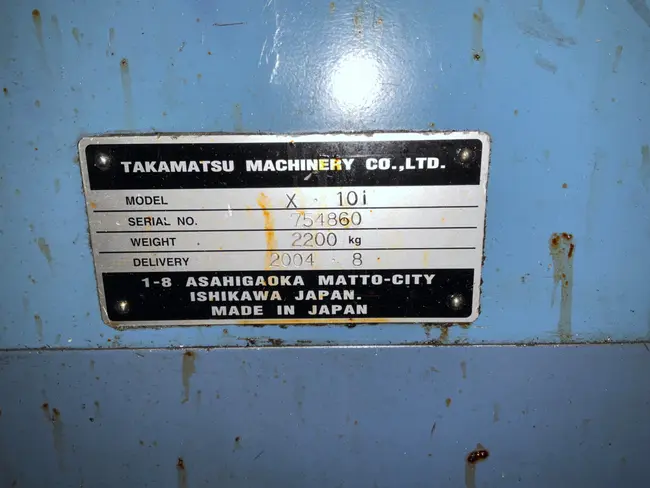 TAKAMATSU MACHINERY CO.,LTD.
MODEL X 10i
SERIAL NO. 754860
WEIGHT 2200 kg
DELIVERY 2004 8
1-8 ASAHIGAOKA MATTO-CITY
ISHIKAWA JAPAN.
MADE IN JAPAN